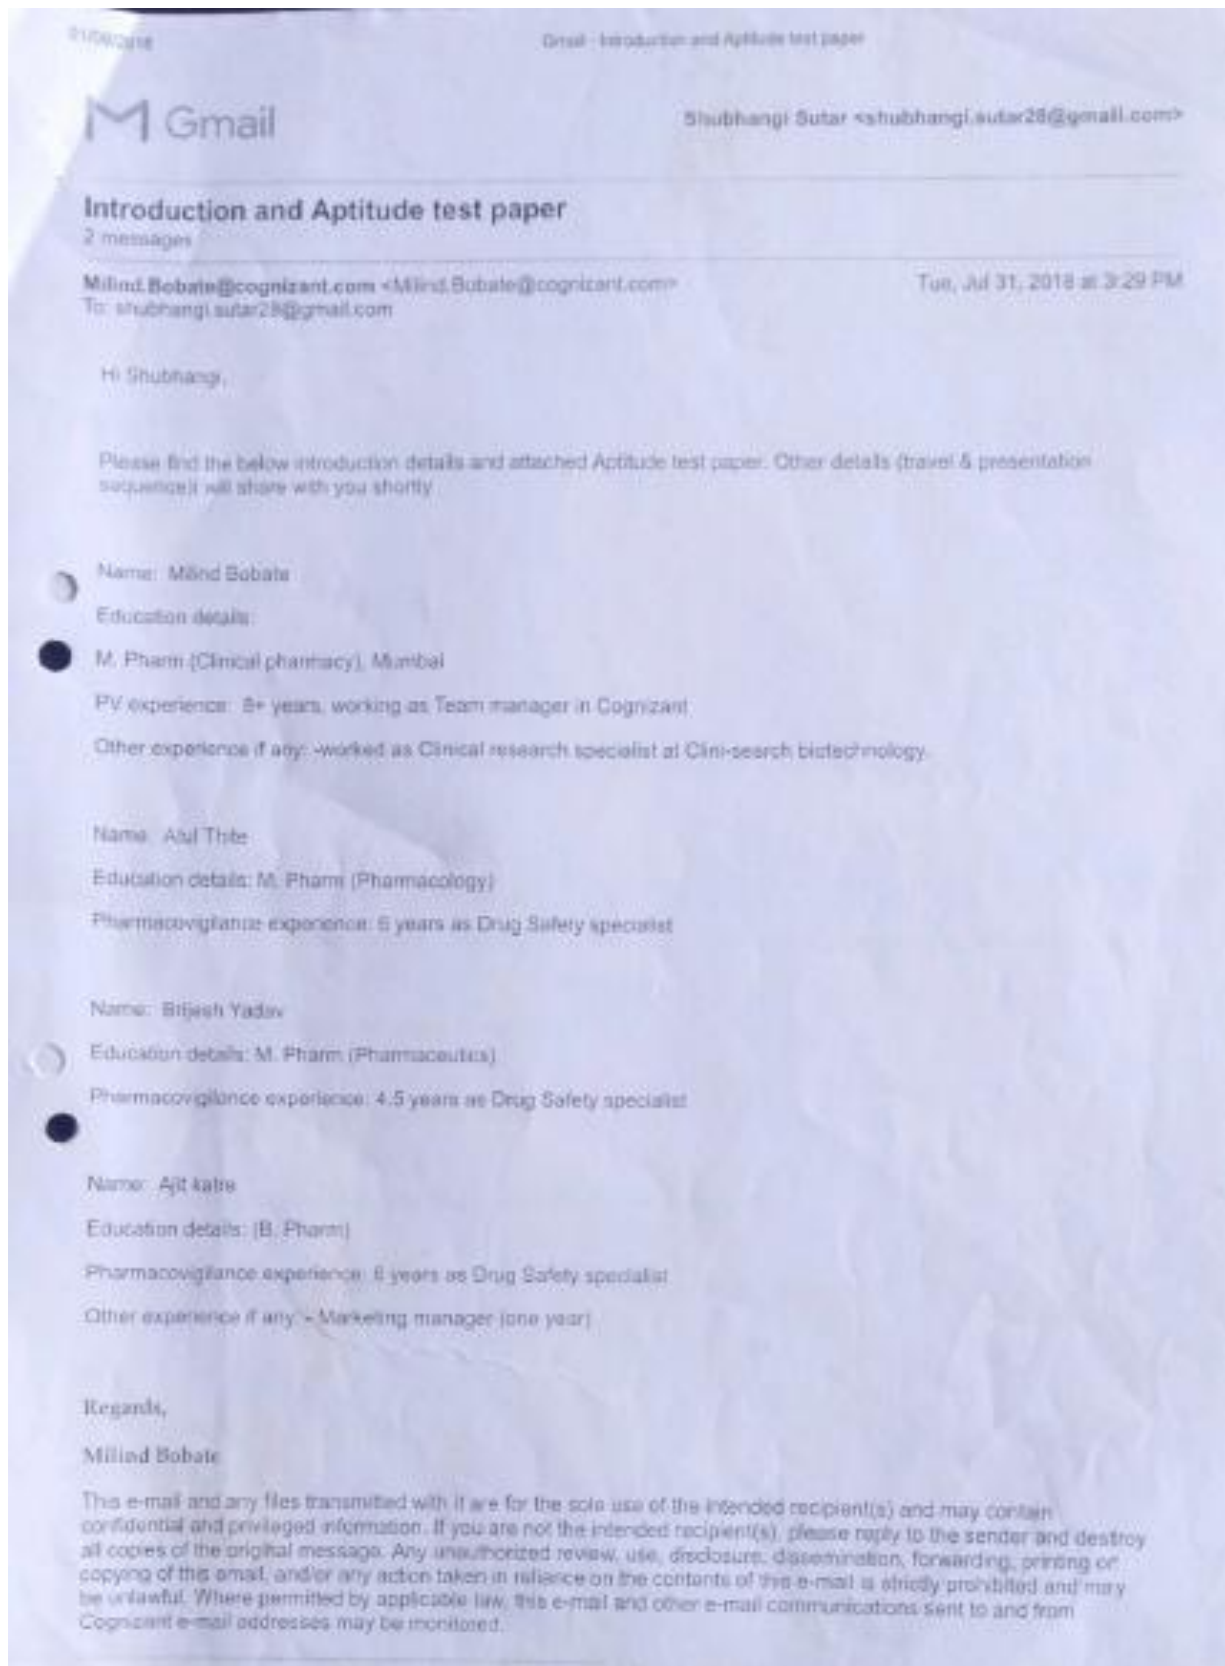 01/08/2018 Gmail - Introduction and Aptitude test paper
Gmail Shubhangi Sutar <shubhangi.sutar28@gmail.com>
Introduction and Aptitude test paper
2 messages
Milind.Bobate@cognizant.com <Milind.Bobate@cognizant.com> Tue, Jul 31, 2018 at 3:29 PM
To: shubhangi.sutar28@gmail.com
Hi Shubhangi,
Please find the below introduction details and attached Aptitude test paper. Other details (travel & presentation
sequence)I will share with you shortly
Name: Milind Bobate
Education details:
M. Pharm (Clinical pharmacy), Mumbai
PV experience: 8+ years, working as Team manager in Cognizant
Other experience if any: -worked as Clinical research specialist at Clini-search biotechnology.
Name: Atul Thite
Education details: M. Pharm (Pharmacology)
Pharmacovigilance experience: 6 years as Drug Safety specialist
Name: Brijesh Yadav
Education details: M. Pharm (Pharmaceutics)
Pharmacovigilance experience: 4.5 years as Drug Safety specialist
Name: Ajit katre
Education details: (B. Pharm)
Pharmacovigilance experience: 6 years as Drug Safety specialist
Other experience if any: - Marketing manager (one year)
Regards,
Milind Bobate
This e-mail and any files transmitted with it are for the sole use of the intended recipient(s) and may contain
confidential and privileged information. If you are not the intended recipient(s), please reply to the sender and destroy
all copies of the original message. Any unauthorized review, use, disclosure, dissemination, forwarding, printing or
copying of this email, and/or any action taken in reliance on the contents of this e-mail is strictly prohibited and may
be unlawful. Where permitted by applicable law, this e-mail and other e-mail communications sent to and from
Cognizant e-mail addresses may be monitored.